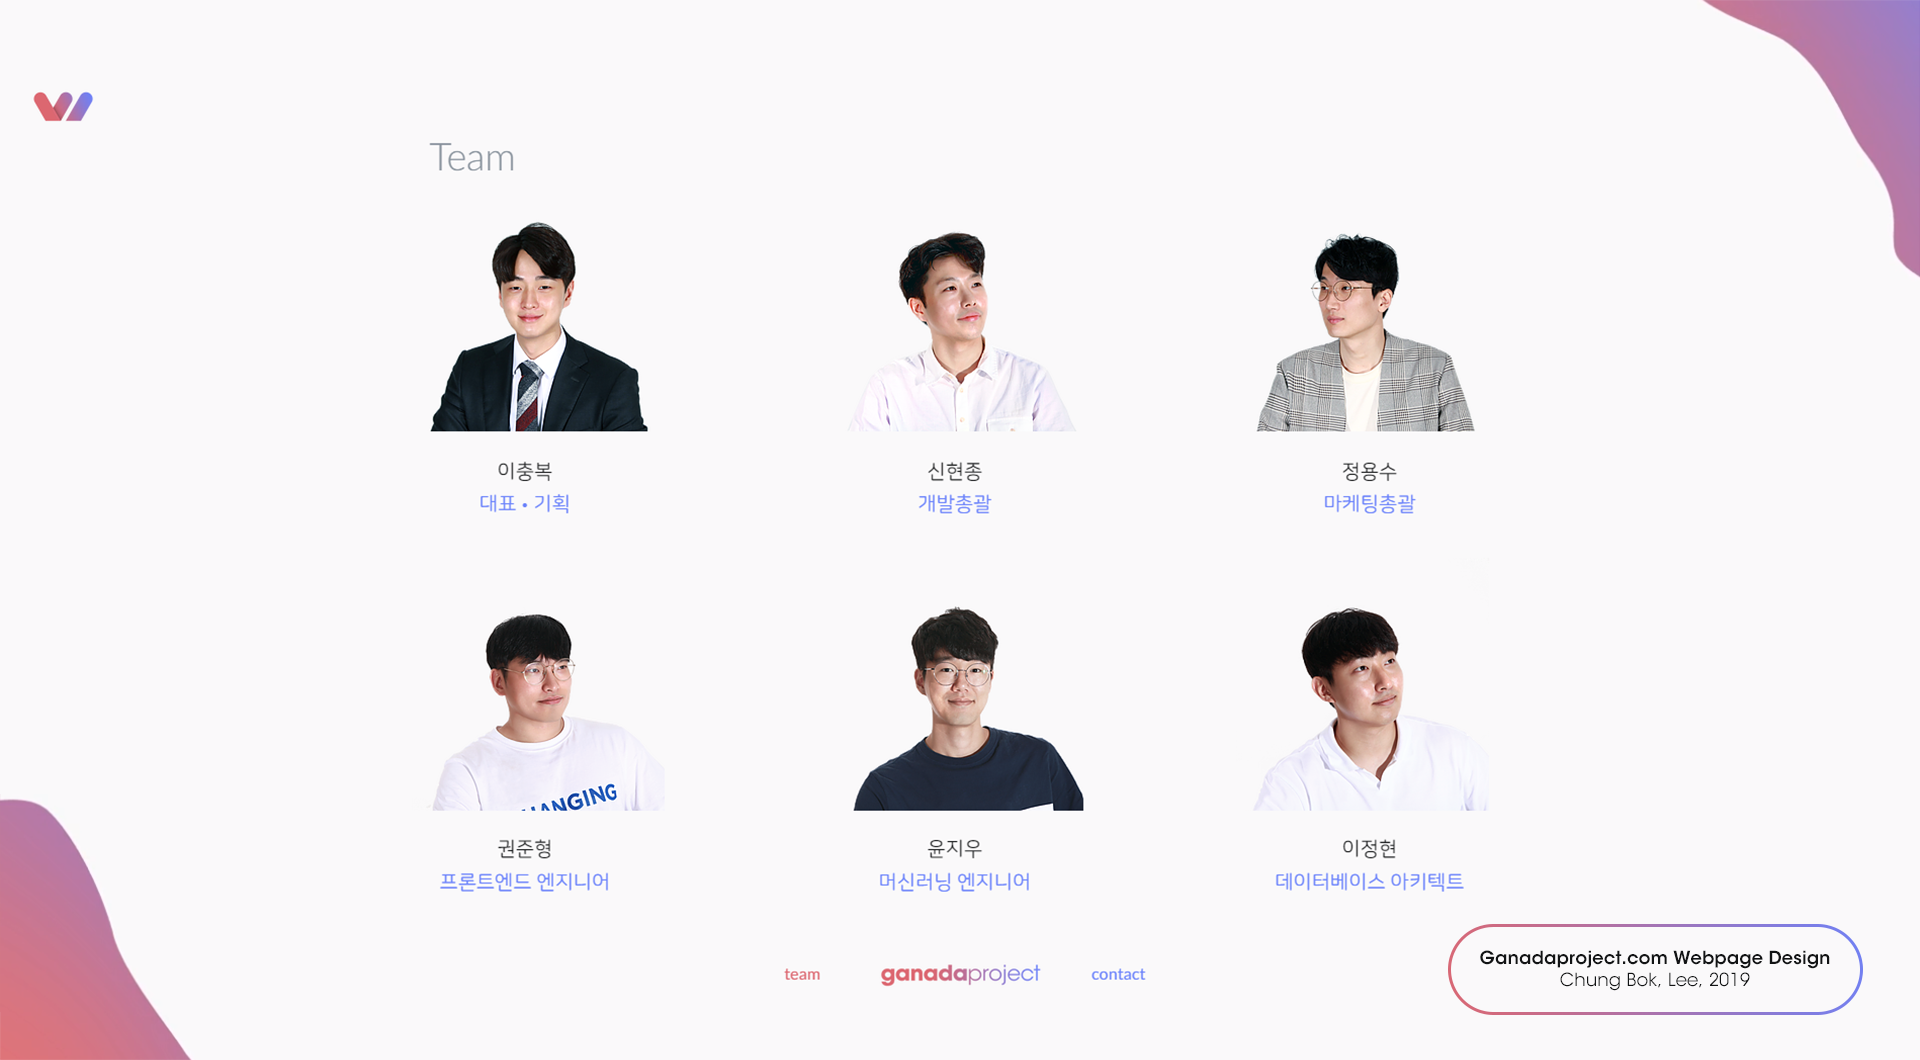 Team
이충복
대표 • 기획
신현종
개발총괄
정용수
마케팅총괄
HANGING
권준형
프론트엔드 엔지니어
윤지우
머신러닝 엔지니어
이정현
데이터베이스 아키텍트
team
ganadaproject
contact
Ganadaproject.com Webpage Design
Chung Bok, Lee, 2019